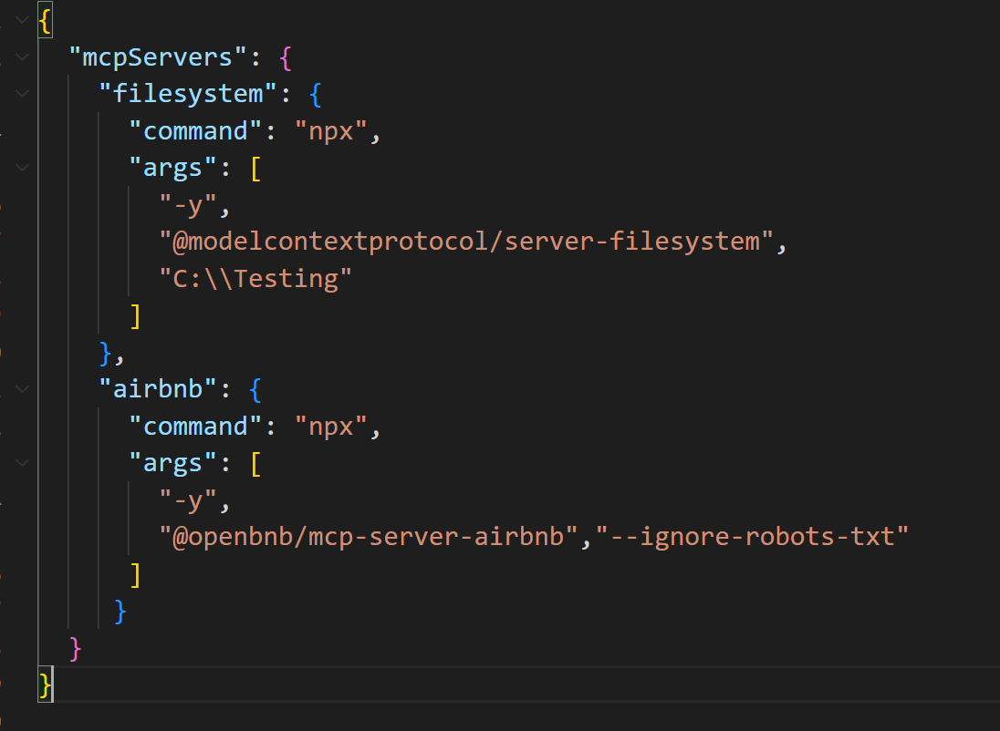 {
  "mcpServers": {
    "filesystem": {
      "command": "npx",
      "args": [
        "-y",
        "@modelcontextprotocol/server-filesystem",
        "C:\\Testing"
      ]
    },
    "airbnb": {
      "command": "npx",
      "args": [
        "-y",
        "@openbnb/mcp-server-airbnb","--ignore-robots-txt"
      ]
     }
  }
}